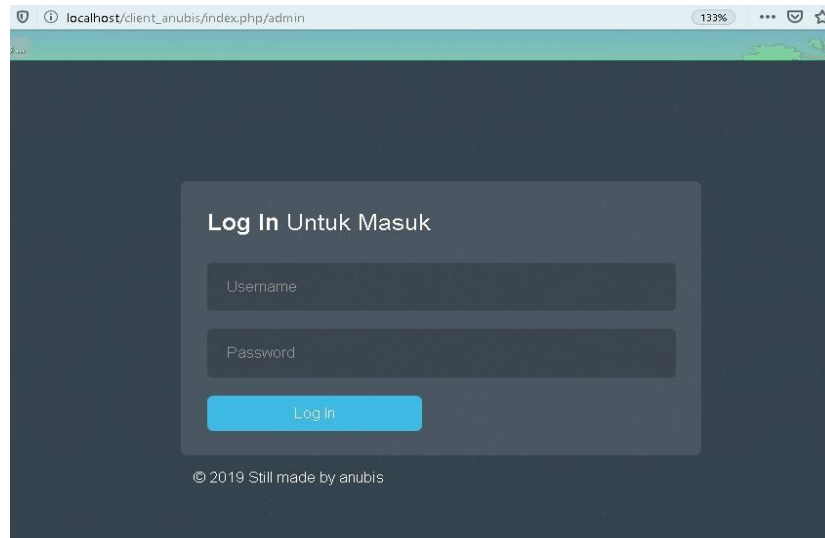 localhost/client_anubis/index.php/admin
133%
Log In Untuk Masuk
Username
Password
Log In
© 2019 Still made by anubis